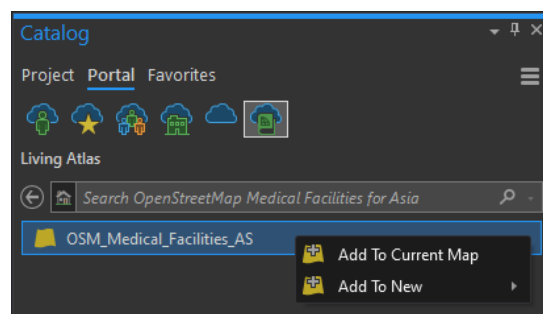 Catalog
Project Portal Favorites
Living Atlas
Search OpenStreetMap Medical Facilities for Asia
OSM_Medical_Facilities_AS
Add To Current Map
Add To New